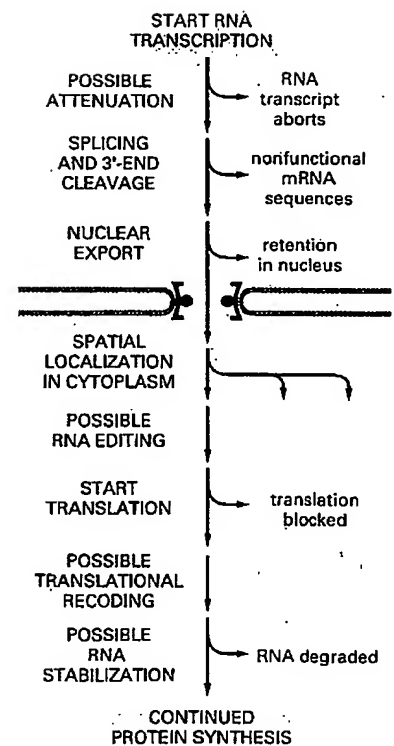 START RNA
TRANSCRIPTION
POSSIBLE
ATTENUATION
RNA
transcript
aborts
SPLICING
AND 3'-END
CLEAVAGE
nonfunctional
mRNA
sequences
NUCLEAR
EXPORT
retention
in nucleus
SPATIAL
LOCALIZATION
IN CYTOPLASM
POSSIBLE
RNA EDITING
START
TRANSLATION
translation
blocked
POSSIBLE
TRANSLATIONAL
RECODING
POSSIBLE
RNA
STABILIZATION
RNA degraded
CONTINUED
PROTEIN SYNTHESIS